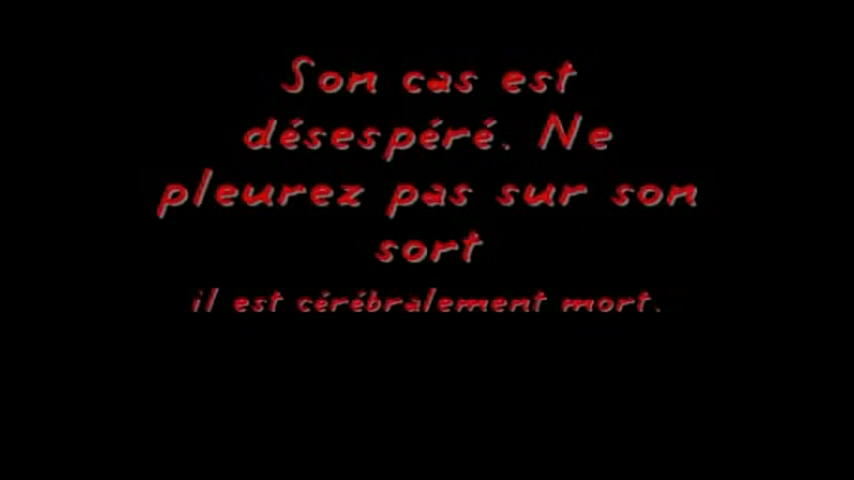 Son cas est
désespéré. Ne
pleurez pas sur son
sort
il est cérébralement mort.